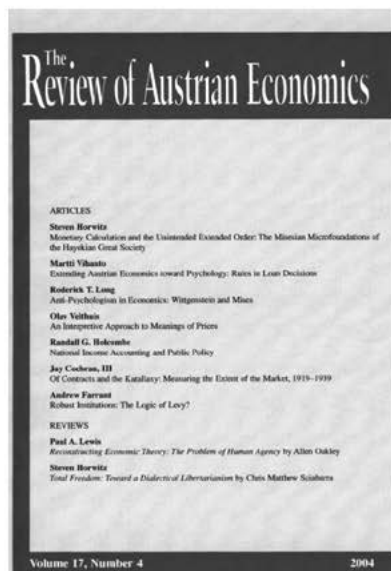 The
Review of Austrian Economics
ARTICLES
Steven Horwitz
Monetary Calculation and the Unintended Extended Order: The Misesian Microfoundations of
the Hayekian Great Society
Martti Vihanto
Extending Austrian Economics toward Psychology: Rules in Loan Decisions
Roderick T. Long
Anti-Psychologism in Economics: Wittgenstein and Mises
Olav Velthuis
An Interpretive Approach to Meanings of Prices
Randall G. Holcombe
National Income Accounting and Public Policy
Jay Cochran, III
Of Contracts and the Katallaxy: Measuring the Extent of the Market, 1919–1939
Andrew Farrant
Robust Institutions: The Logic of Levy?
REVIEWS
Paul A. Lewis
Reconstructing Economic Theory: The Problem of Human Agency by Allen Oakley
Steven Horwitz
Total Freedom: Toward a Dialectical Libertarianism by Chris Matthew Sciabarra
Volume 17, Number 4 2004